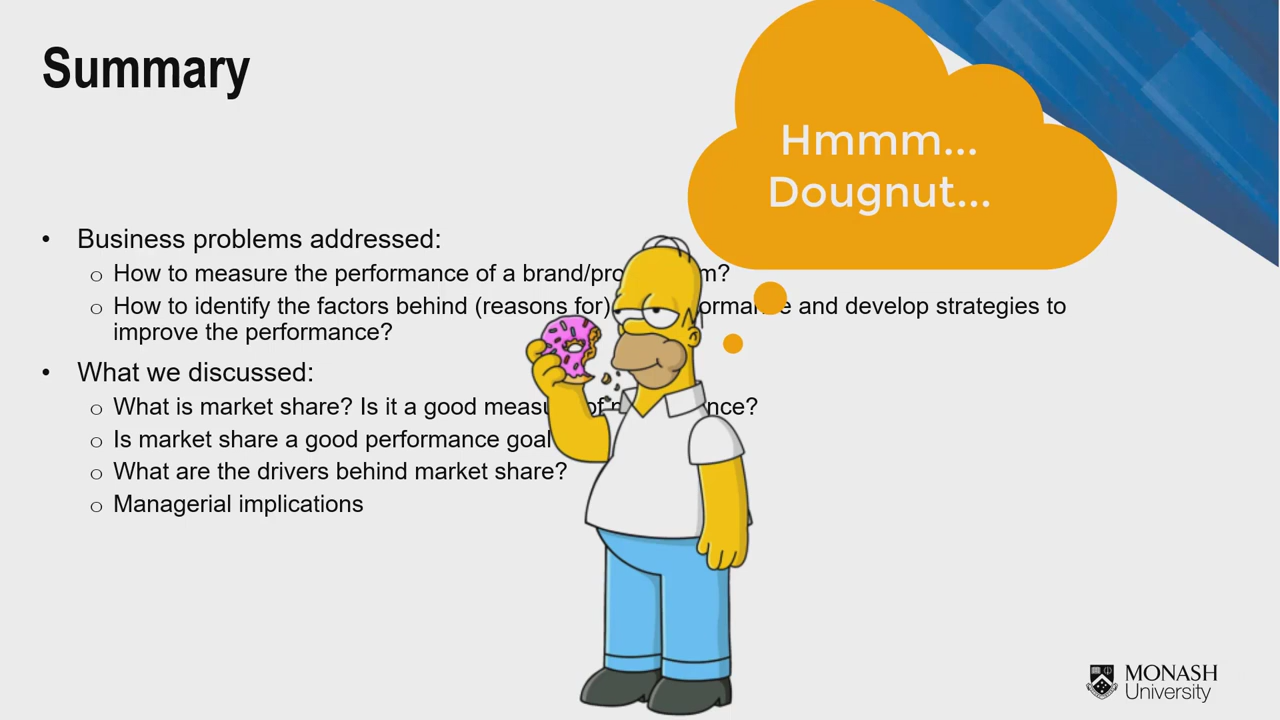 Summary
Hmmm...
Dougnut...
• Business problems addressed:
o How to measure the performance of a brand/pro m?
o How to identify the factors behind (reasons for) and develop strategies to
improve the performance?
• What we discussed:
o What is market share? Is it a good measu of nce?
o Is market share a good performance goal
o What are the drivers behind market share?
o Managerial implications
MONASH
University